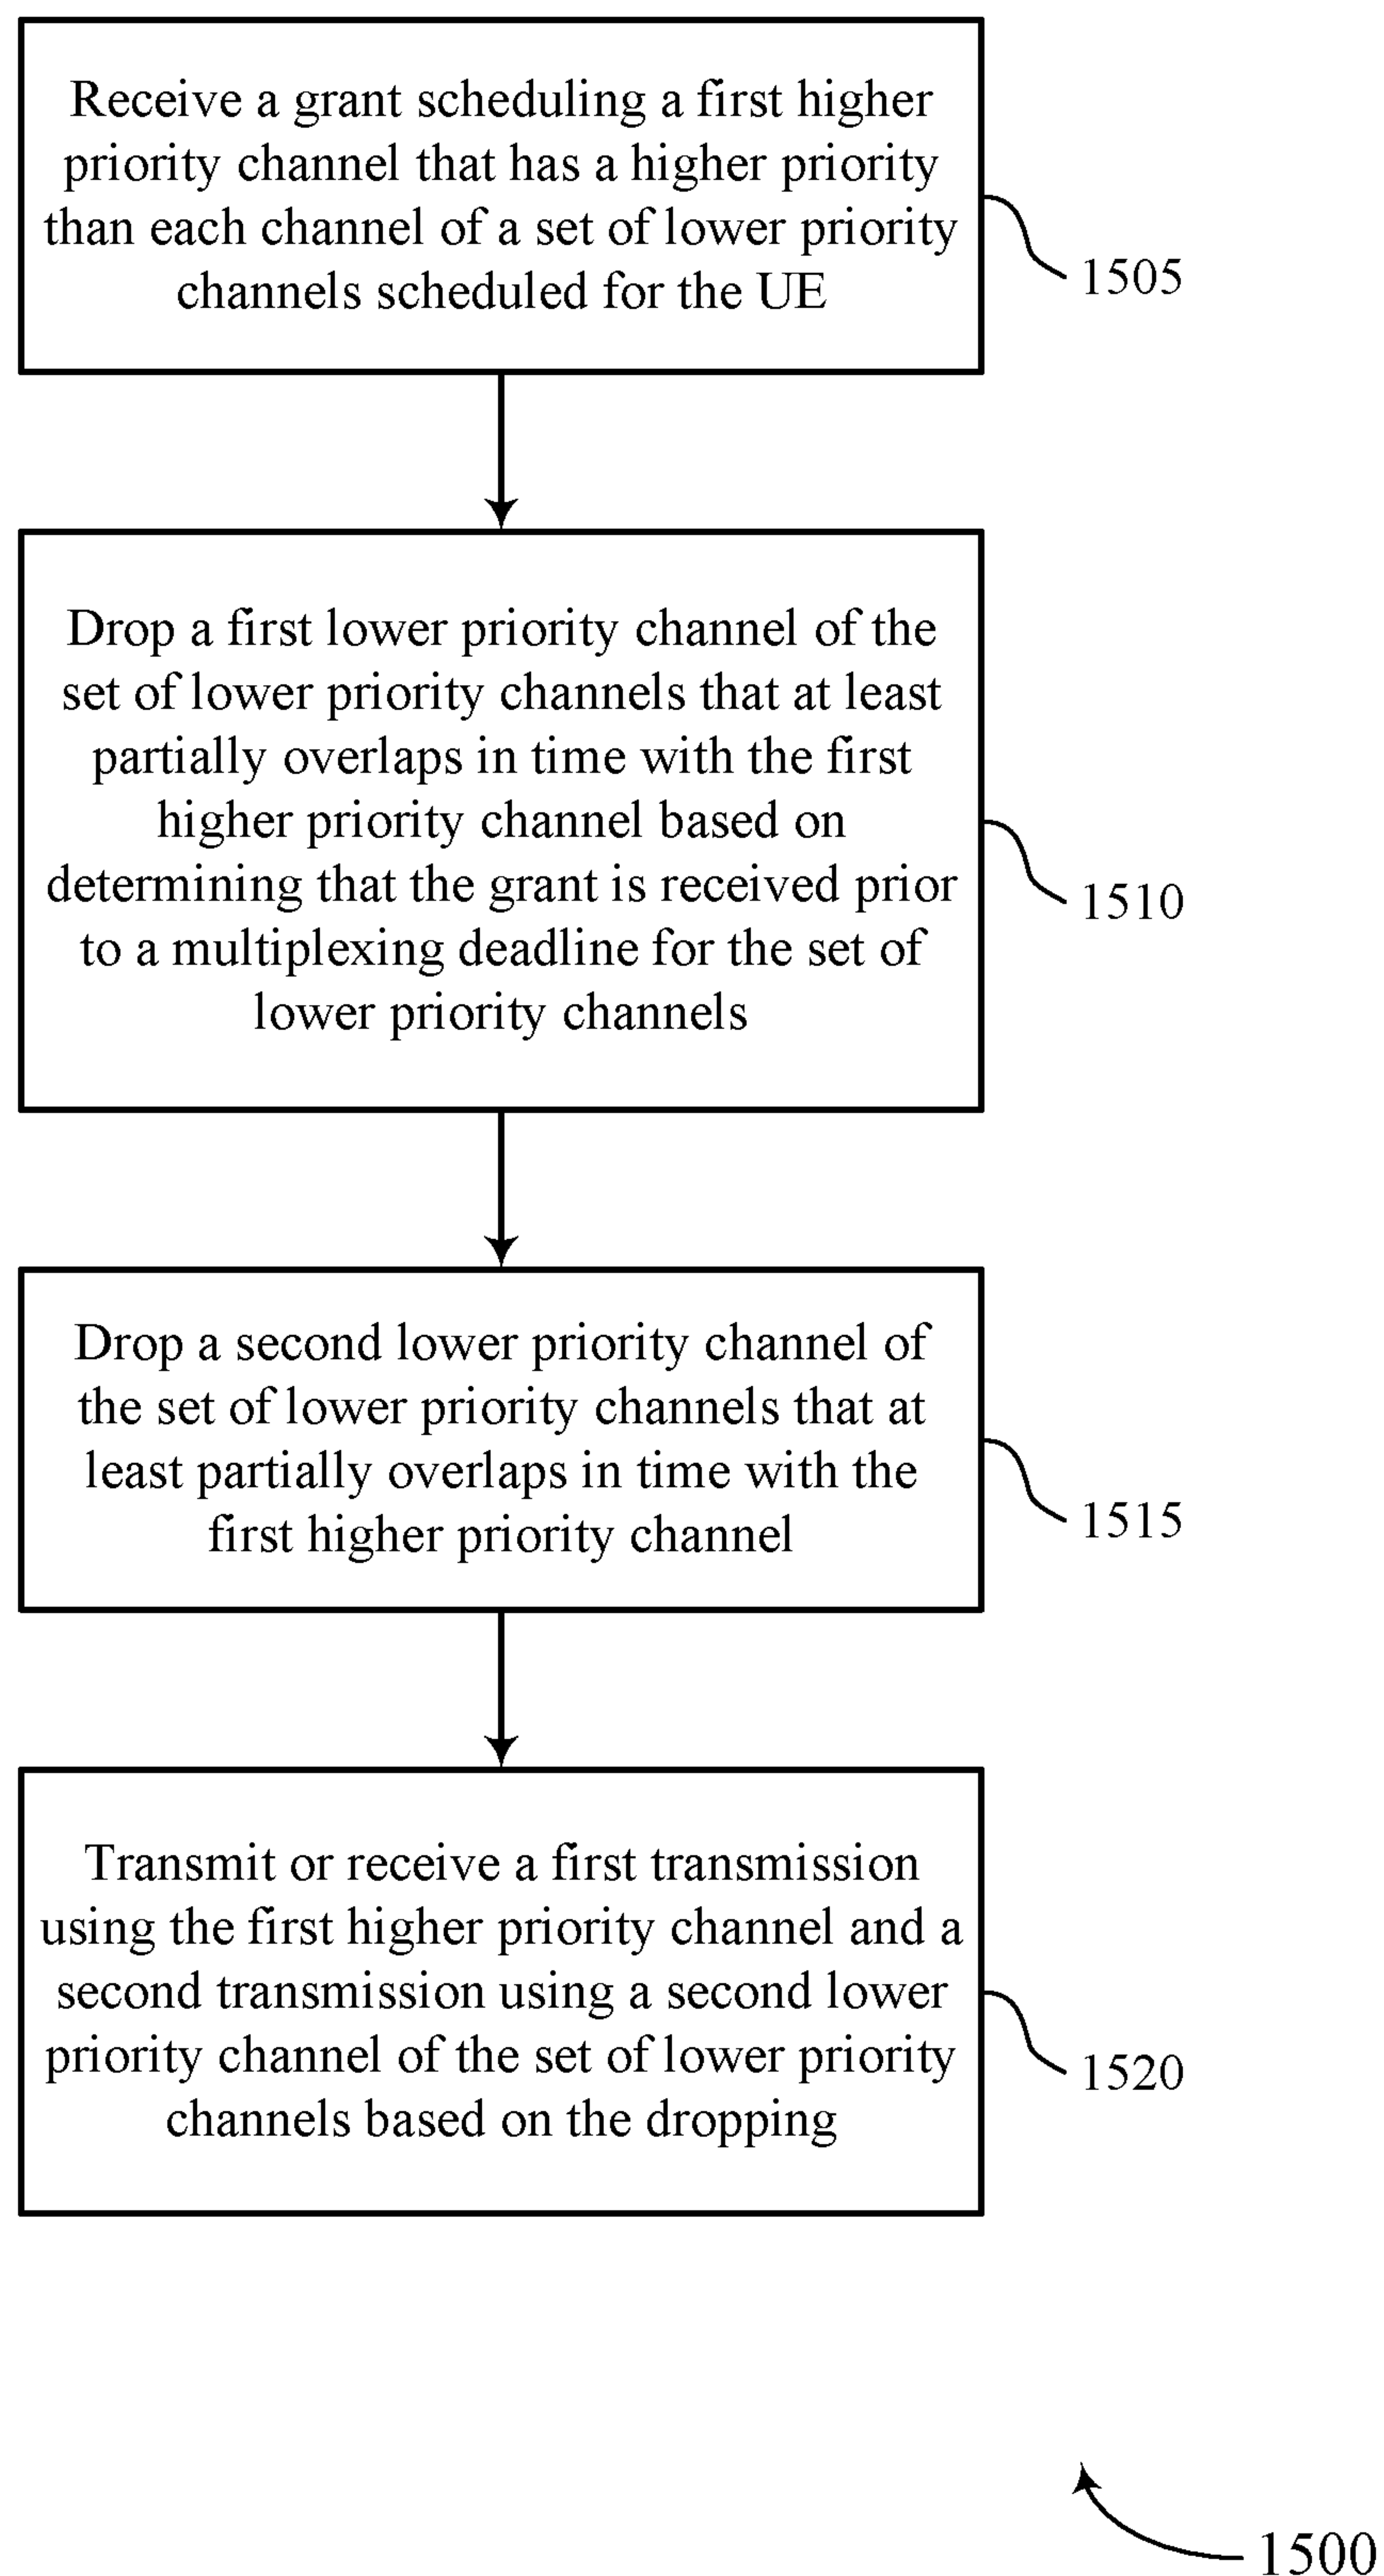 Receive a grant scheduling a first higher
priority channel that has a higher priority
than each channel of a set of lower priority
channels scheduled for the UE
1505
Drop a first lower priority channel of the
set of lower priority channels that at least
partially overlaps in time with the first
higher priority channel based on
determining that the grant is received prior
to a multiplexing deadline for the set of
lower priority channels
1510
Drop a second lower priority channel of
the set of lower priority channels that at
least partially overlaps in time with the
first higher priority channel
1515
Transmit or receive a first transmission
using the first higher priority channel and a
second transmission using a second lower
priority channel of the set of lower priority
channels based on the dropping
1520
1500